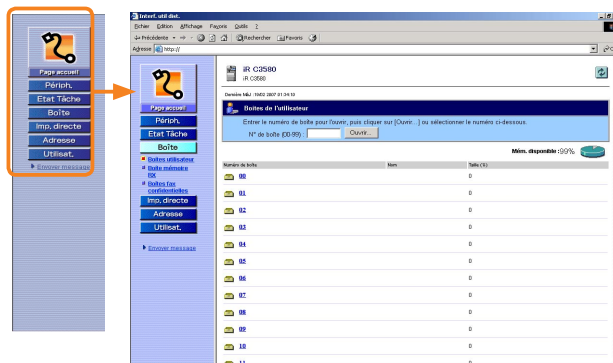 Page accueil
Périph.
Etat Tâche
Boîte
Imp. directe
Adresse
Utilisat.
Envoyer message
Interf. util dist.
Fichier Edition Affichage Favoris Outils ?
Précédente Rechercher Favoris
Adresse http://
Page accueil
Périph.
Etat Tâche
Boîte
Boîtes utilisateur
Boîte mémoire
RX
Boîtes fax
confidentielles
Imp. directe
Adresse
Utilisat.
Envoyer message
iR C3580
iR C3580
Dernière MàJ :19/02 2007 01:34:10
Boîtes de l'utilisateur
Entrer le numéro de boîte pour l'ouvrir, puis cliquer sur [Ouvrir...] ou sélectionner le numéro ci-dessous.
N° de boîte (00-99) : Ouvrir...
Mém. disponible :99%
Numéro de boîte Nom Taille (%)
00 0
01 0
02 0
03 0
04 0
05 0
06 0
07 0
08 0
09 0
10 0
11 0